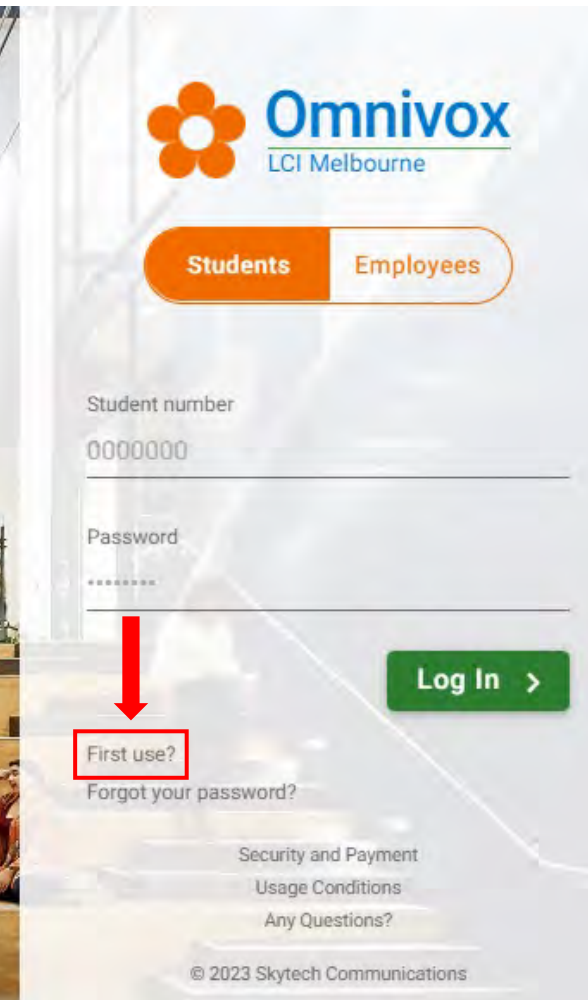 Omnivox
LCI Melbourne
Students Employees
Student number
0000000
Password
••••••••
Log In >
First use?
Forgot your password?
Security and Payment
Usage Conditions
Any Questions?
© 2023 Skytech Communications